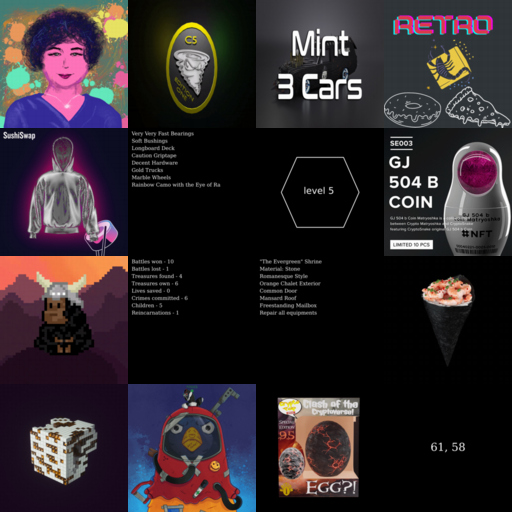 CS
Mint
3 Cars
RETRO
SushiSwap
Very Very Fast Bearings
Soft Bushings
Longboard Deck
Caution Griptape
Decent Hardware
Gold Trucks
Marble Wheels
Rainbow Camo with the Eye of Ra
level 5
SE003
GJ
504 B
COIN
LIMITED 10 PCS
GJ 504 b
#NFT
Battles won - 10
Battles lost - 1
Treasures found - 4
Treasures own - 6
Lives saved - 0
Crimes committed - 6
Children - 5
Reincarnations - 1
"The Evergreen" Shrine
Material: Stone
Romanesque Style
Orange Chalet Exterior
Common Door
Mansard Roof
Freestanding Mailbox
Repair all equipments
Clash of the
Cryptoverse!
95
EGG?!
61, 58